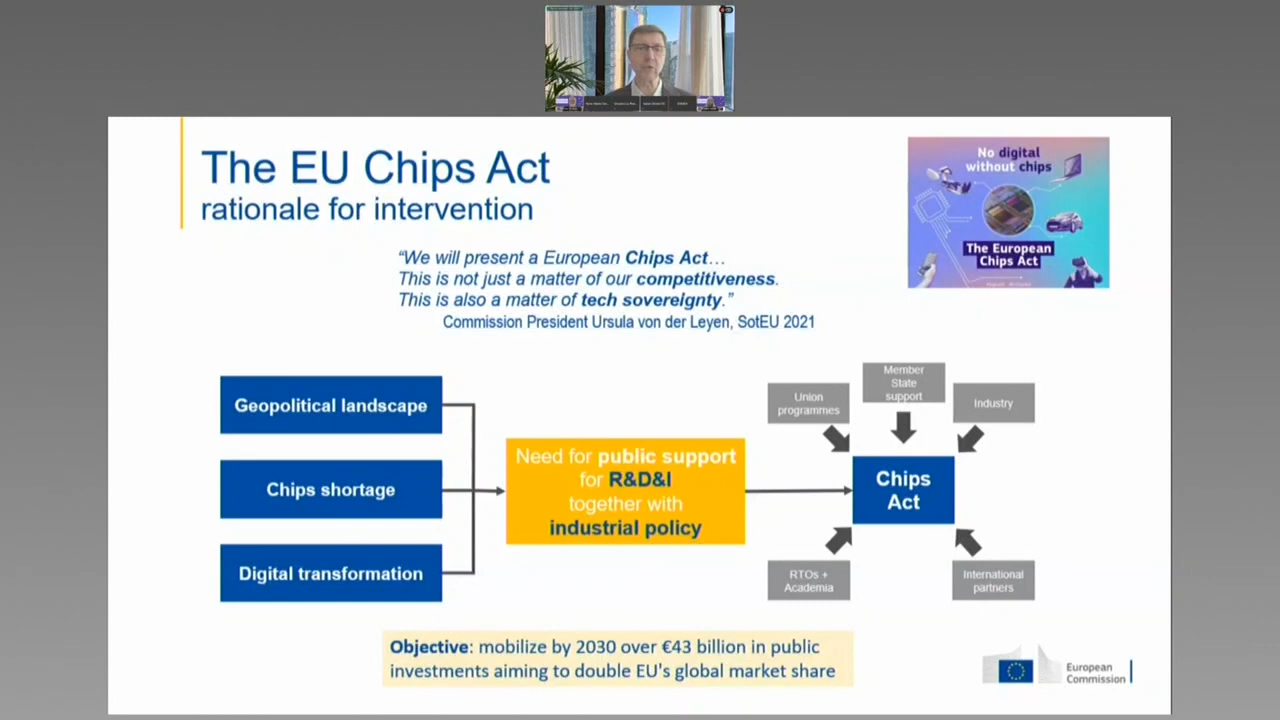 The EU Chips Act
rationale for intervention
No digital
without chips
The European
Chips Act
“We will present a European Chips Act…
This is not just a matter of our competitiveness.
This is also a matter of tech sovereignty.”
Commission President Ursula von der Leyen, SotEU 2021
Geopolitical landscape
Chips shortage
Digital transformation
Need for public support
for R&D&I
together with
industrial policy
Union
programmes
Member
State
support
Industry
Chips
Act
RTOs +
Academia
International
partners
Objective: mobilize by 2030 over €43 billion in public
investments aiming to double EU's global market share
European
Commission